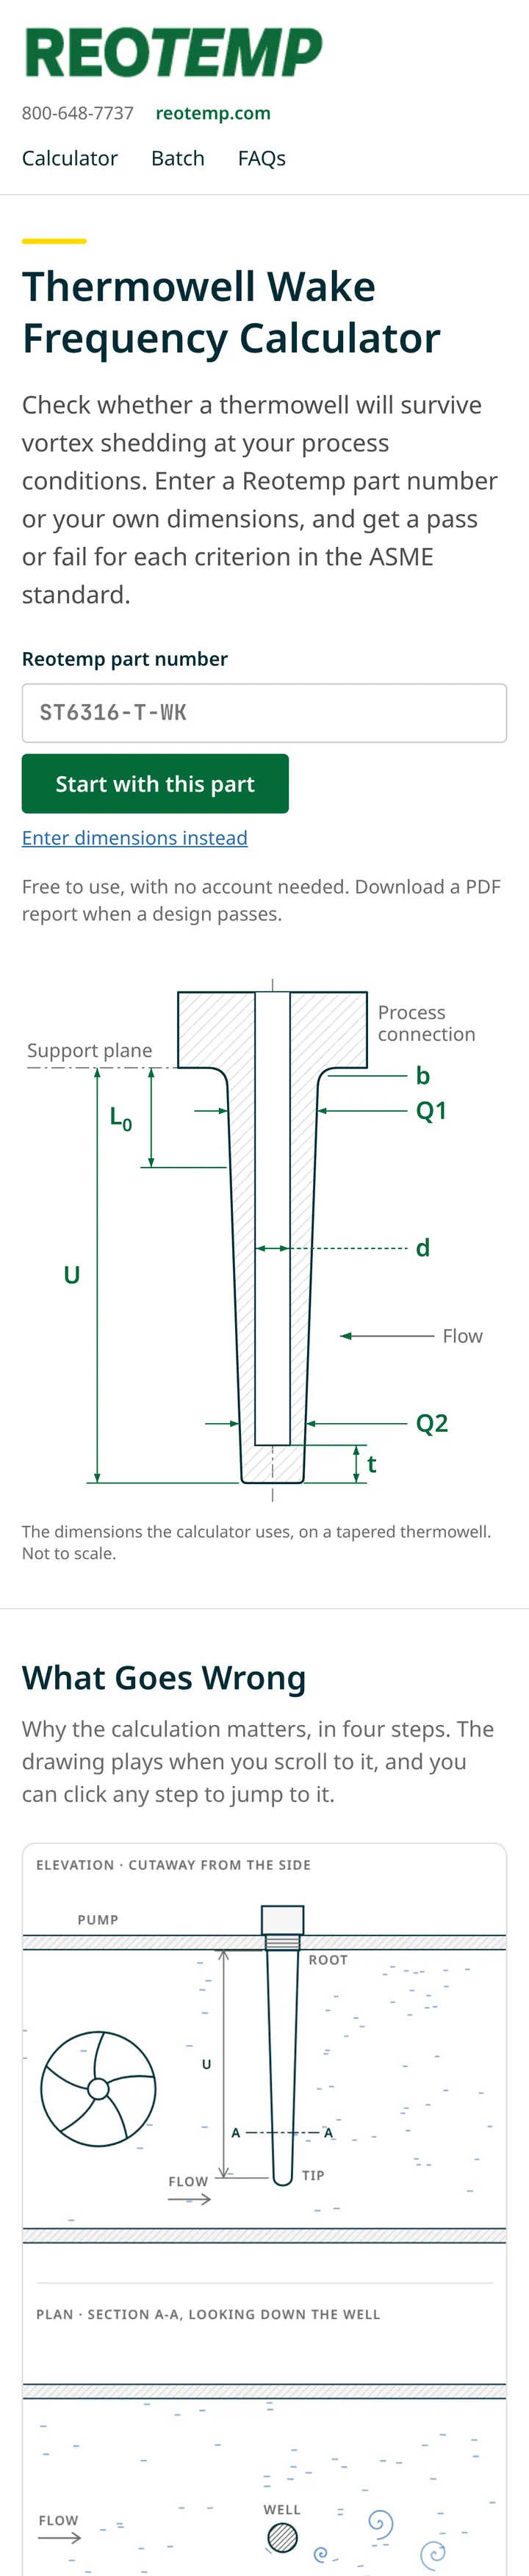 REOTEMP
800-648-7737 reotemp.com
Calculator Batch FAQs
Thermowell Wake
Frequency Calculator
Check whether a thermowell will survive
vortex shedding at your process
conditions. Enter a Reotemp part number
or your own dimensions, and get a pass
or fail for each criterion in the ASME
standard.
Reotemp part number
ST6316-T-WK
Start with this part
Enter dimensions instead
Free to use, with no account needed. Download a PDF
report when a design passes.
Process
connection
Support plane
b
L0
Q1
d
U
Flow
Q2
t
The dimensions the calculator uses, on a tapered thermowell.
Not to scale.
What Goes Wrong
Why the calculation matters, in four steps. The
drawing plays when you scroll to it, and you
can click any step to jump to it.
ELEVATION · CUTAWAY FROM THE SIDE
PUMP
ROOT
U
A A
FLOW
TIP
PLAN · SECTION A-A, LOOKING DOWN THE WELL
WELL
FLOW